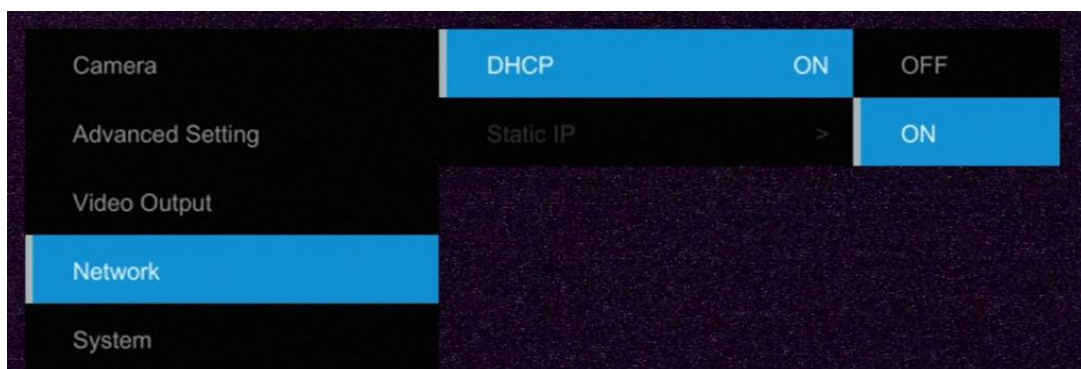 Camera
DHCP ON OFF
Advanced Setting
Static IP > ON
Video Output
Network
System